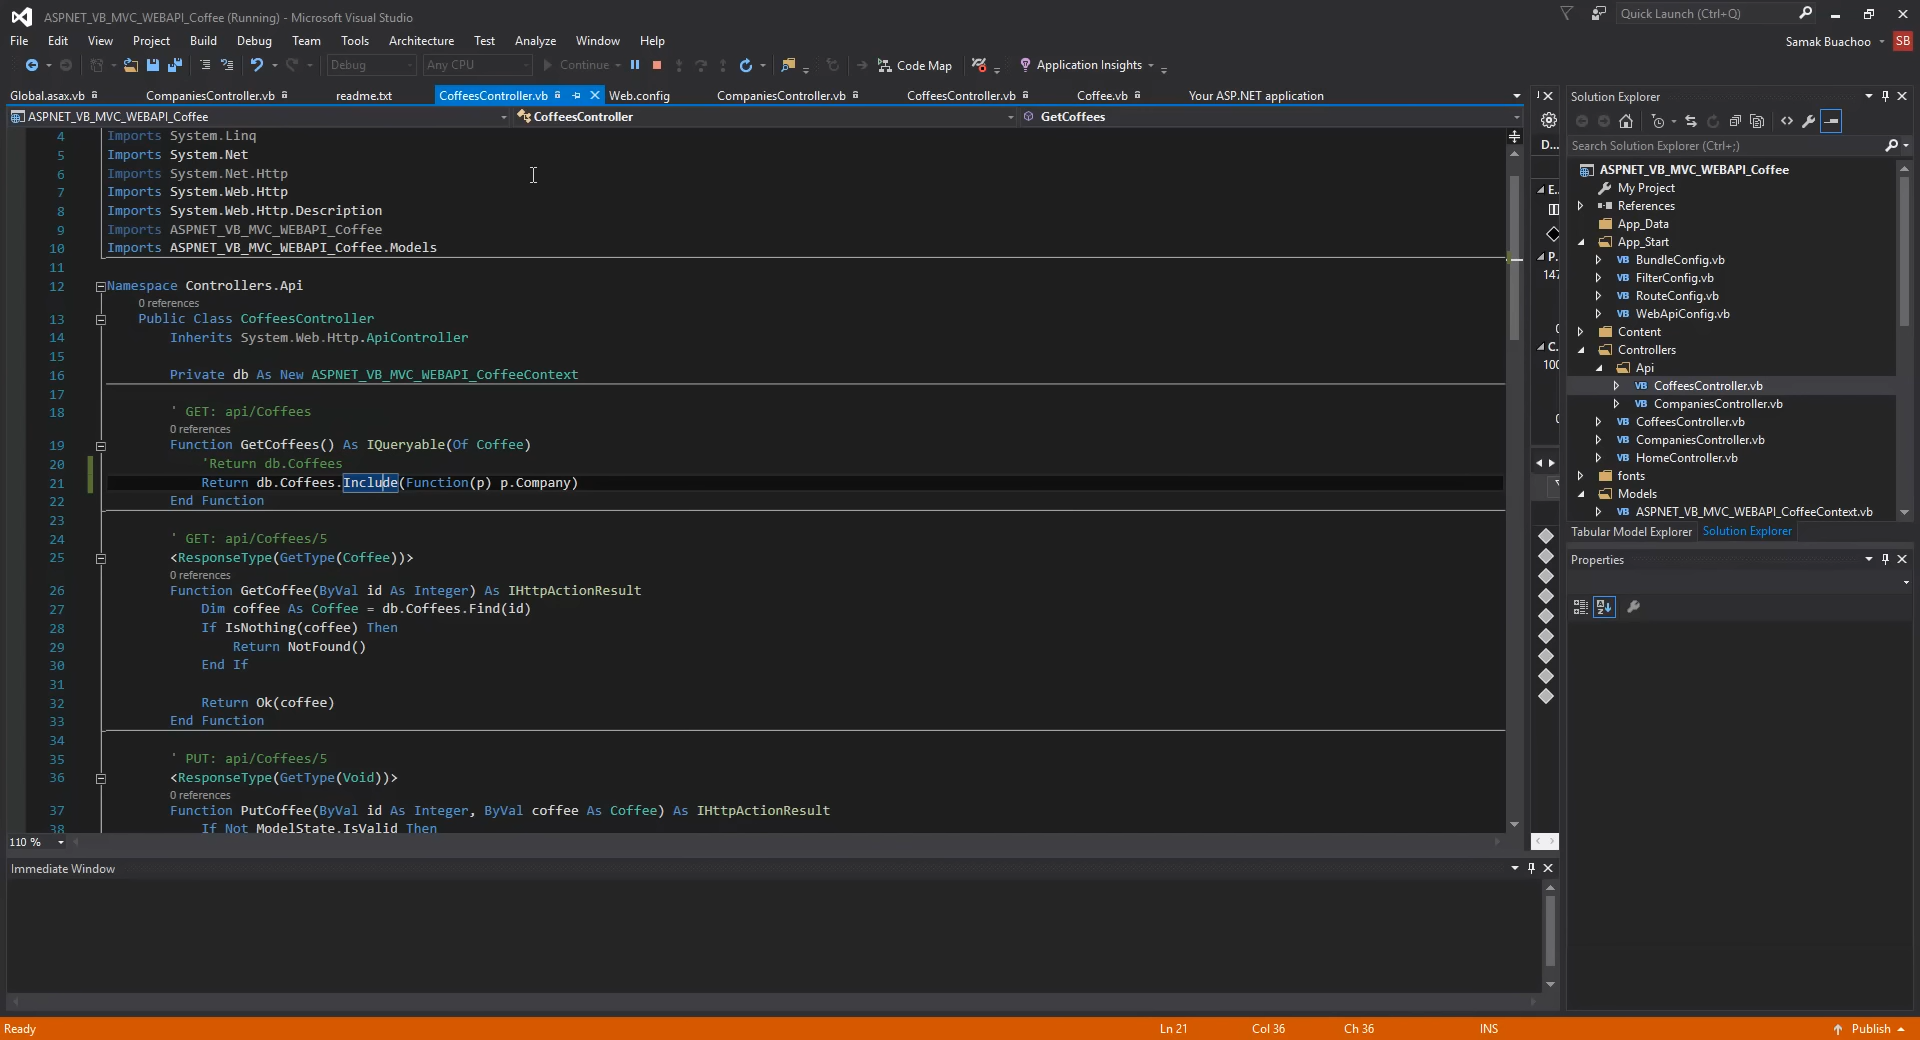 ASPNET_VB_MVC_WEBAPI_Coffee (Running) - Microsoft Visual Studio
Quick Launch (Ctrl+Q)
File Edit View Project Build Debug Team Tools Architecture Test Analyze Window Help
Samak Buachoo SB
Debug Any CPU Continue Code Map Application Insights
Global.asax.vb CompaniesController.vb readme.txt CoffeesController.vb Web.config CompaniesController.vb CoffeesController.vb Coffee.vb Your ASP.NET application
ASPNET_VB_MVC_WEBAPI_Coffee CoffeesController GetCoffees
4 Imports System.Linq
5 Imports System.Net
6 Imports System.Net.Http
7 Imports System.Web.Http
8 Imports System.Web.Http.Description
9 Imports ASPNET_VB_MVC_WEBAPI_Coffee
10 Imports ASPNET_VB_MVC_WEBAPI_Coffee.Models
11
12 Namespace Controllers.Api
0 references
13 Public Class CoffeesController
14 Inherits System.Web.Http.ApiController
15
16 Private db As New ASPNET_VB_MVC_WEBAPI_CoffeeContext
17
18 ' GET: api/Coffees
0 references
19 Function GetCoffees() As IQueryable(Of Coffee)
20 'Return db.Coffees
21 Return db.Coffees.Include(Function(p) p.Company)
22 End Function
23
24 ' GET: api/Coffees/5
25 <ResponseType(GetType(Coffee))>
0 references
26 Function GetCoffee(ByVal id As Integer) As IHttpActionResult
27 Dim coffee As Coffee = db.Coffees.Find(id)
28 If IsNothing(coffee) Then
29 Return NotFound()
30 End If
31
32 Return Ok(coffee)
33 End Function
34
35 ' PUT: api/Coffees/5
36 <ResponseType(GetType(Void))>
0 references
37 Function PutCoffee(ByVal id As Integer, ByVal coffee As Coffee) As IHttpActionResult
38 If Not ModelState.IsValid Then
110 %
Immediate Window
D...
E.
P.
147
C.
100
Solution Explorer
Search Solution Explorer (Ctrl+;)
ASPNET_VB_MVC_WEBAPI_Coffee
My Project
References
App_Data
App_Start
VB BundleConfig.vb
VB FilterConfig.vb
VB RouteConfig.vb
VB WebApiConfig.vb
Content
Controllers
Api
VB CoffeesController.vb
VB CompaniesController.vb
VB CoffeesController.vb
VB CompaniesController.vb
VB HomeController.vb
fonts
Models
VB ASPNET_VB_MVC_WEBAPI_CoffeeContext.vb
Tabular Model Explorer Solution Explorer
Properties
Ready Ln 21 Col 36 Ch 36 INS Publish